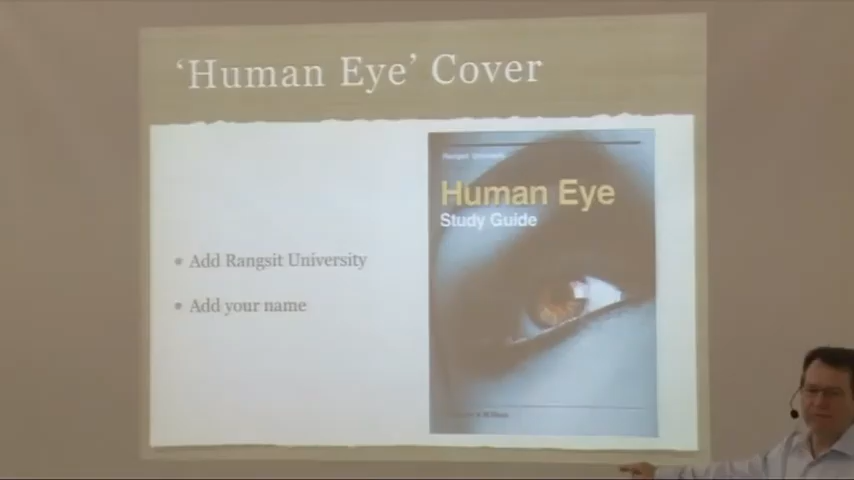 ‘Human Eye’ Cover
Rangsit University
Human Eye
Study Guide
• Add Rangsit University
• Add your name